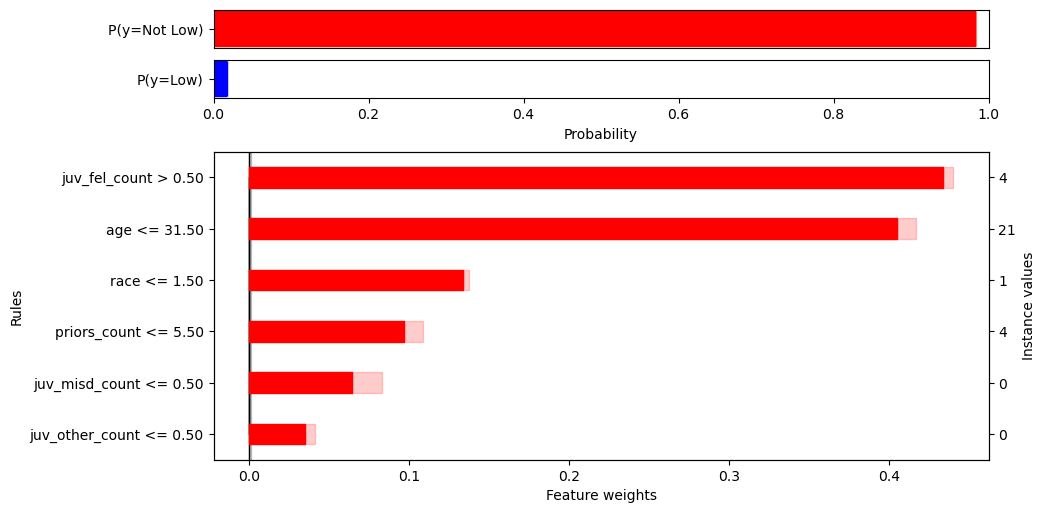 P(y=Not Low)
P(y=Low)
0.0 0.2 0.4 0.6 0.8 1.0
Probability
juv_fel_count > 0.50 4
age <= 31.50 21
race <= 1.50 1
priors_count <= 5.50 4
juv_misd_count <= 0.50 0
juv_other_count <= 0.50 0
Rules
Instance values
0.0 0.1 0.2 0.3 0.4
Feature weights